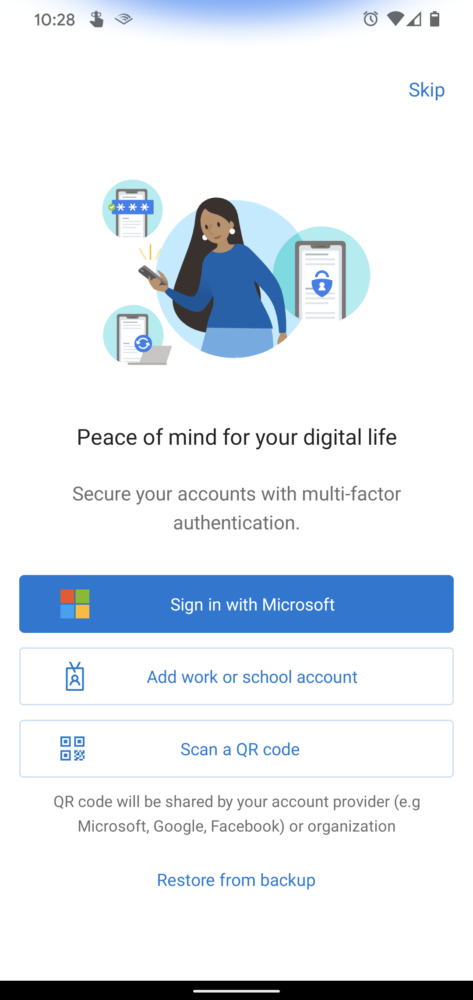 10:28
Skip
Peace of mind for your digital life
Secure your accounts with multi-factor
authentication.
Sign in with Microsoft
Add work or school account
Scan a QR code
QR code will be shared by your account provider (e.g
Microsoft, Google, Facebook) or organization
Restore from backup